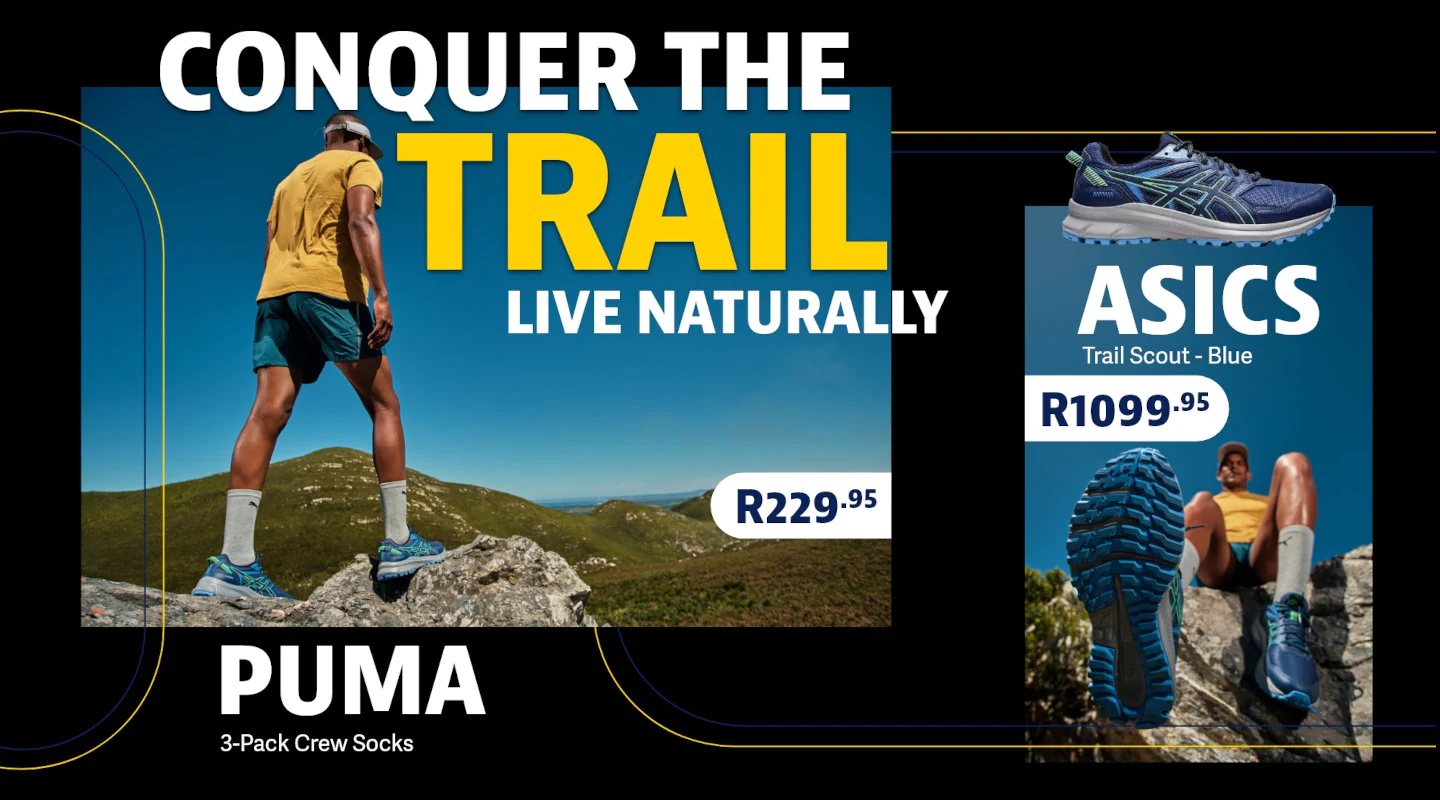 CONQUER THE
TRAIL
LIVE NATURALLY
R229.95
PUMA
3-Pack Crew Socks
ASICS
Trail Scout - Blue
R1099.95